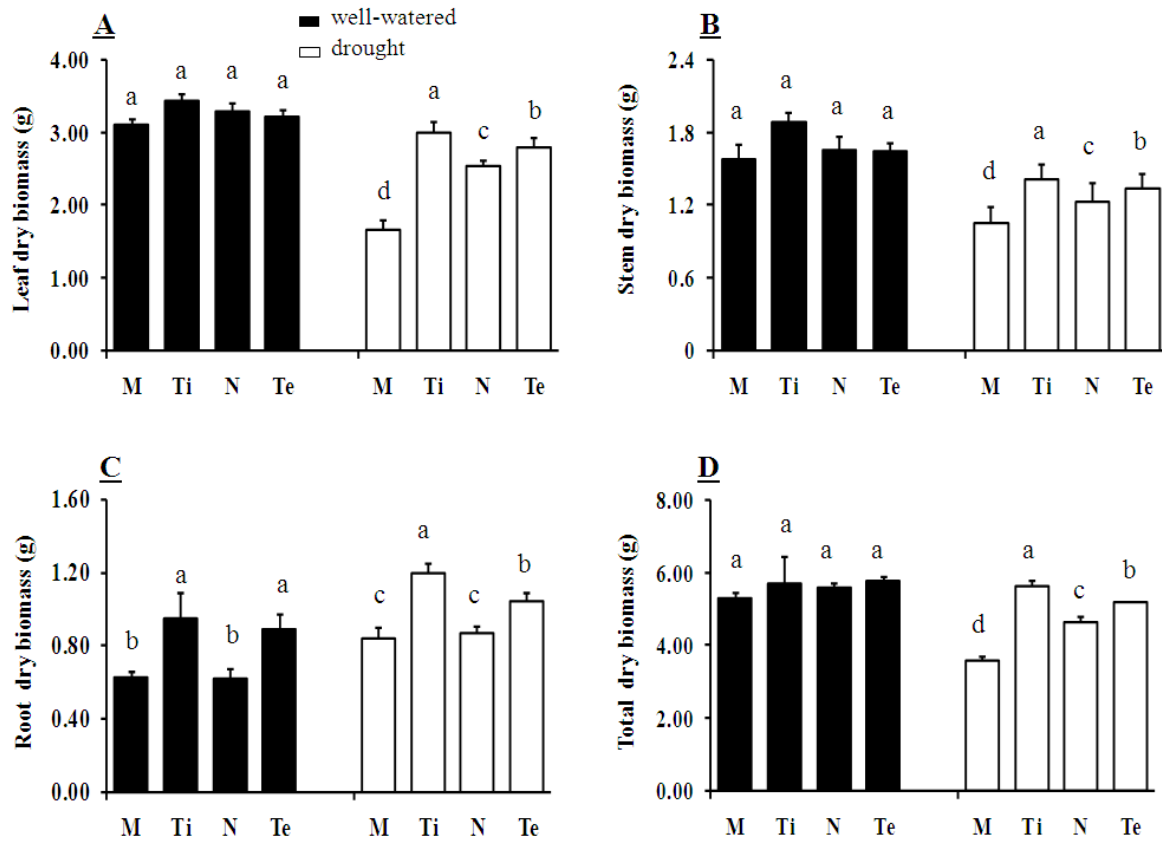 A
well-watered
drought
Leaf dry biomass (g)
4.00
3.00
2.00
1.00
0.00
a a a a
d a c b
M Ti N Te M Ti N Te
B
Stem dry biomass (g)
2.4
1.8
1.2
0.6
0
a a a a
d a c b
M Ti N Te M Ti N Te
C
Root dry biomass (g)
1.60
1.20
0.80
0.40
0.00
b a b a
c a c b
M Ti N Te M Ti N Te
D
Total dry biomass (g)
8.00
6.00
4.00
2.00
0.00
a a a a
d a c b
M Ti N Te M Ti N Te